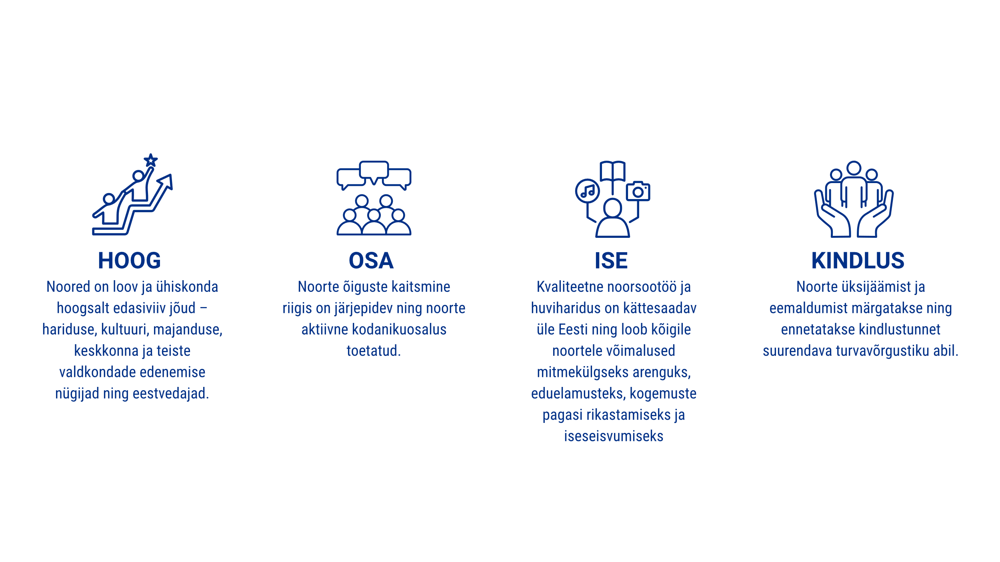 HOOG
Noored on loov ja ühiskonda
hoogsalt edasiviiv jõud –
hariduse, kultuuri, majanduse,
keskkonna ja teiste
valdkondade edenemise
nügijad ning eestvedajad.
OSA
Noorte õiguste kaitsmine
riigis on järjepidev ning noorte
aktiivne kodanikuosalus
toetatud.
ISE
Kvaliteetne noorsootöö ja
huviharidus on kättesaadav
üle Eesti ning loob kõigile
noortele võimalused
mitmekülgseks arenguks,
eduelamusteks, kogemuste
pagasi rikastamiseks ja
iseseisvumiseks
KINDLUS
Noorte üksijäämist ja
eemaldumist märgatakse ning
ennetatakse kindlustunnet
suurendava turvavõrgustiku abil.